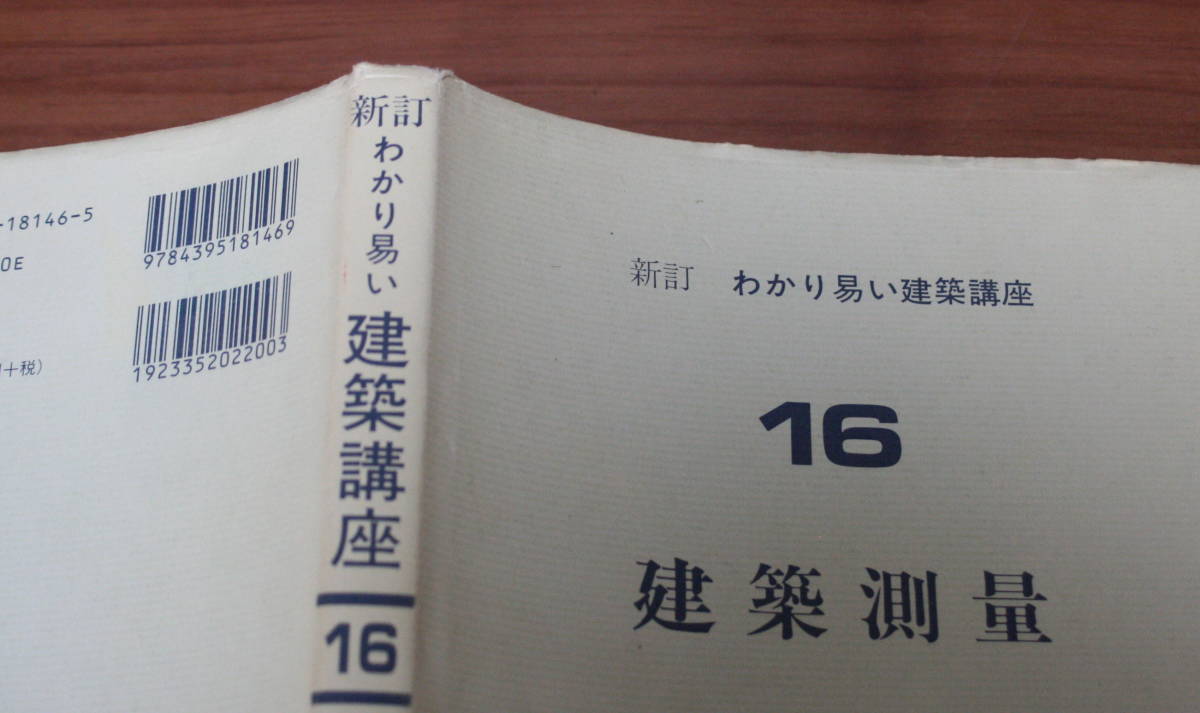 -18146-5
0E
9784395181469
1923352022003
+税)
新訂
わかり易い
建築講座
16
新訂 わかり易い建築講座
16
建築測量